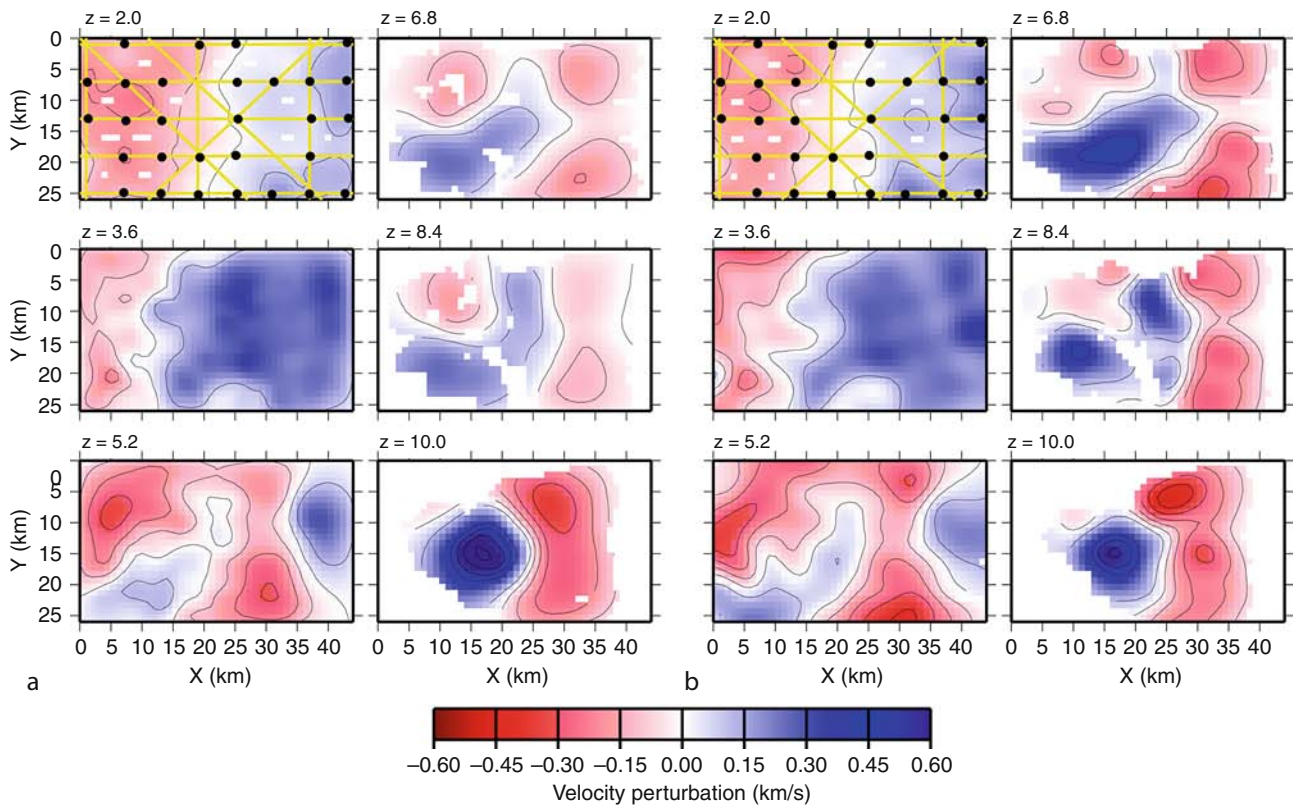 z = 2.0 z = 6.8 z = 2.0 z = 6.8
0
5
10
15
20
25
Y (km)
z = 3.6 z = 8.4 z = 3.6 z = 8.4
0
5
10
15
20
25
Y (km)
z = 5.2 z = 10.0 z = 5.2 z = 10.0
0
5
10
15
20
25
Y (km)
0 5 10 15 20 25 30 35 40 0 5 10 15 20 25 30 35 40 0 5 10 15 20 25 30 35 40 0 5 10 15 20 25 30 35 40
X (km) X (km) X (km) X (km)
a b
−0.60 −0.45 −0.30 −0.15 0.00 0.15 0.30 0.45 0.60
Velocity perturbation (km/s)